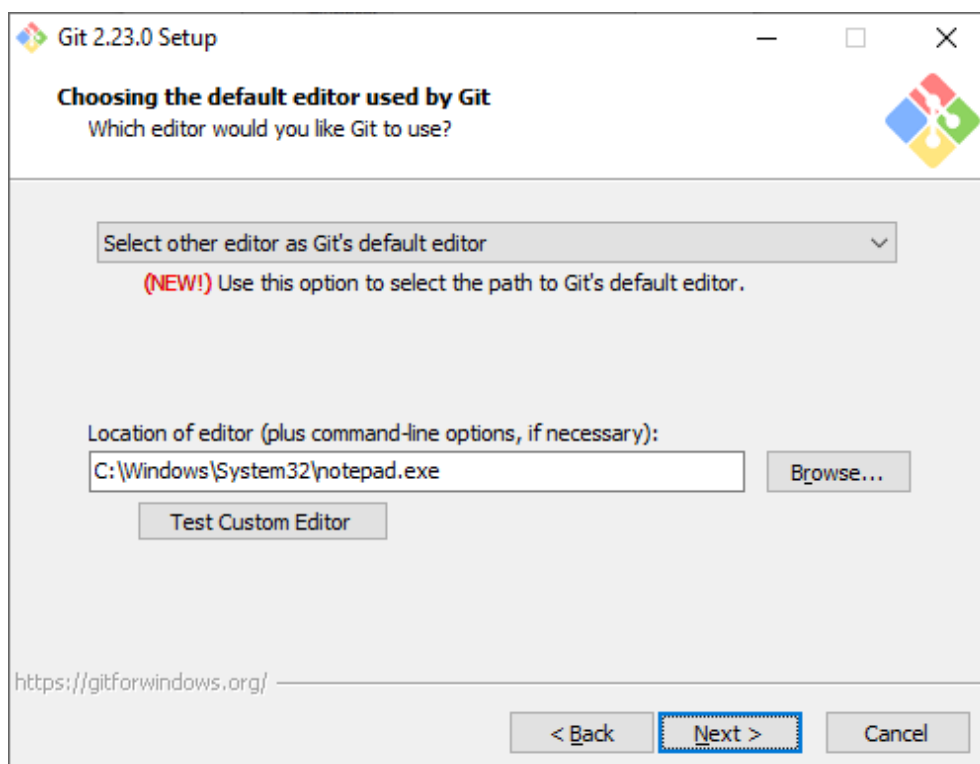 Git 2.23.0 Setup
Choosing the default editor used by Git
Which editor would you like Git to use?
Select other editor as Git's default editor
(NEW!) Use this option to select the path to Git's default editor.
Location of editor (plus command-line options, if necessary):
C:\Windows\System32\notepad.exe
Browse...
Test Custom Editor
https://gitforwindows.org/
< Back
Next >
Cancel